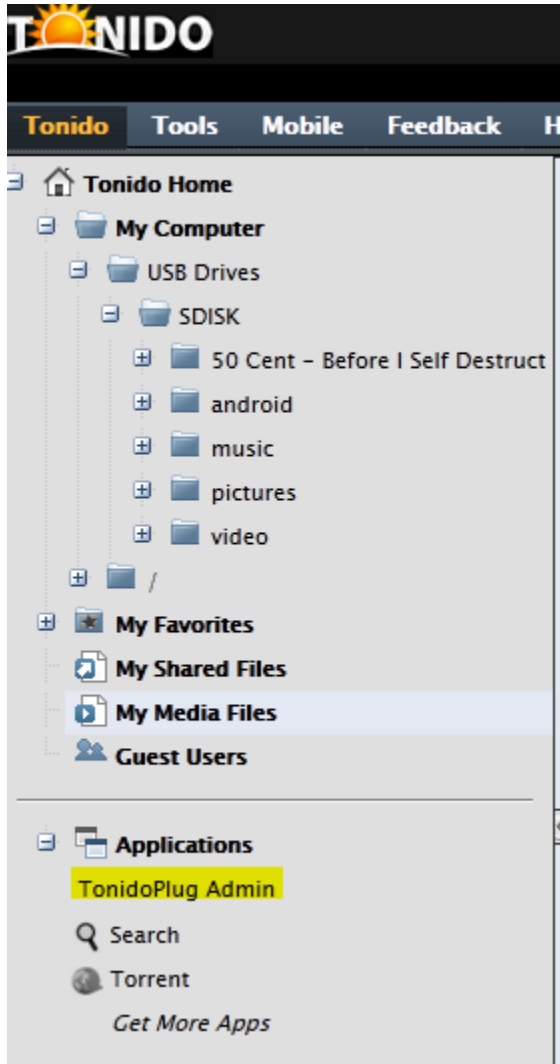 TONIDO
Tonido Tools Mobile Feedback H
Tonido Home
My Computer
USB Drives
SDISK
50 Cent - Before I Self Destruct
android
music
pictures
video
/
My Favorites
My Shared Files
My Media Files
Guest Users
Applications
TonidoPlug Admin
Search
Torrent
Get More Apps